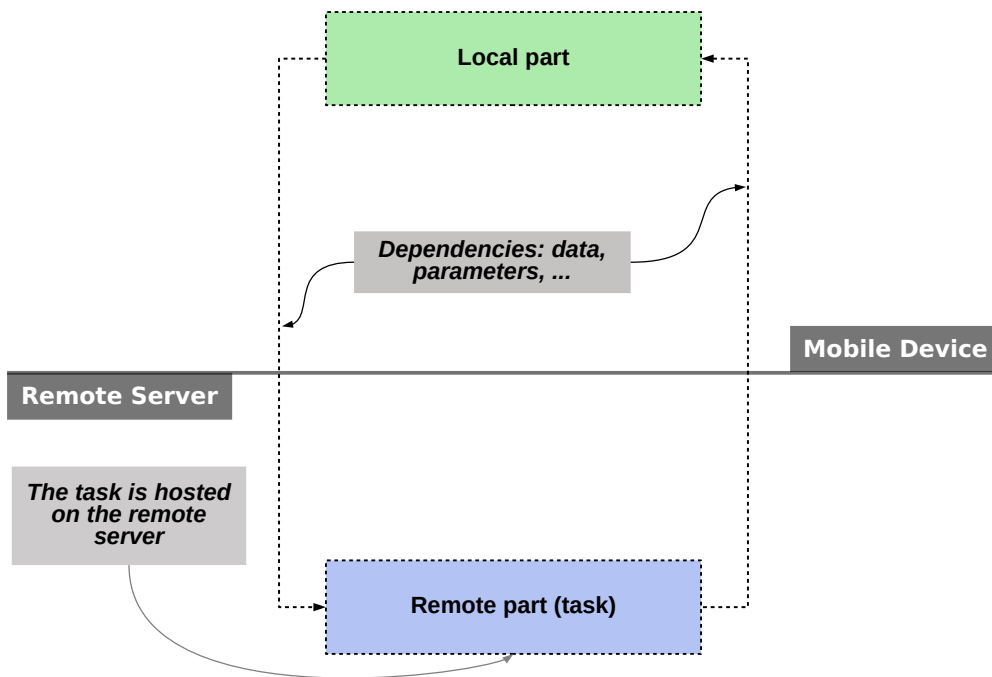 Local part
Dependencies: data,
parameters, ...
Mobile Device
Remote Server
The task is hosted
on the remote
server
Remote part (task)